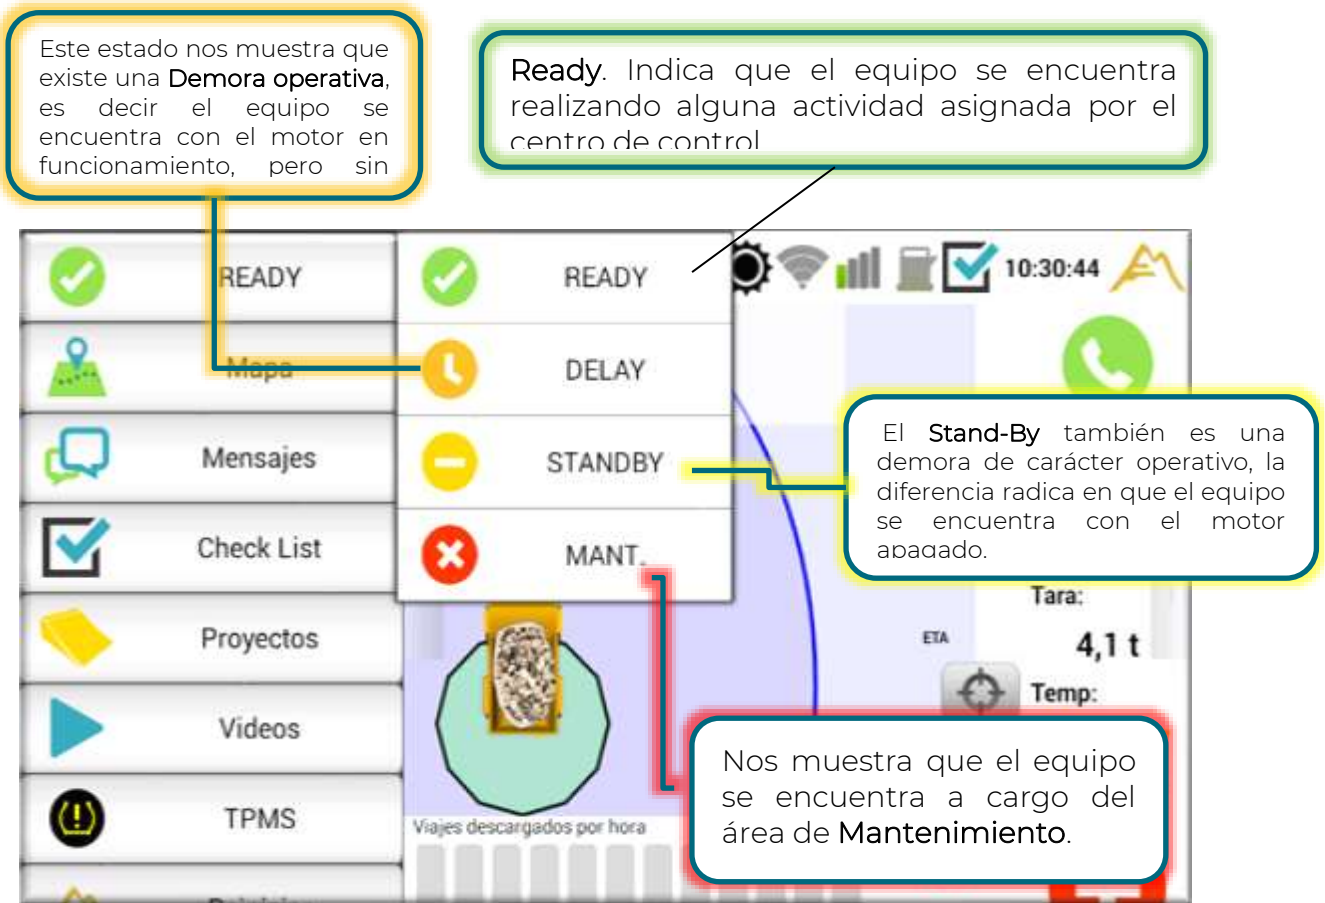 Este estado nos muestra que
existe una Demora operativa,
es decir el equipo se
encuentra con el motor en
funcionamiento, pero sin
Ready. Indica que el equipo se encuentra
realizando alguna actividad asignada por el
centro de control
READY
READY
10:30:44
Mapa
DELAY
Mensajes
STANDBY
El Stand-By también es una
demora de carácter operativo, la
diferencia radica en que el equipo
se encuentra con el motor
apagado.
Check List
MANT.
Tara:
Proyectos
ETA
4,1 t
Temp:
Videos
Nos muestra que el equipo
se encuentra a cargo del
área de Mantenimiento.
TPMS
Viajes descargados por hora